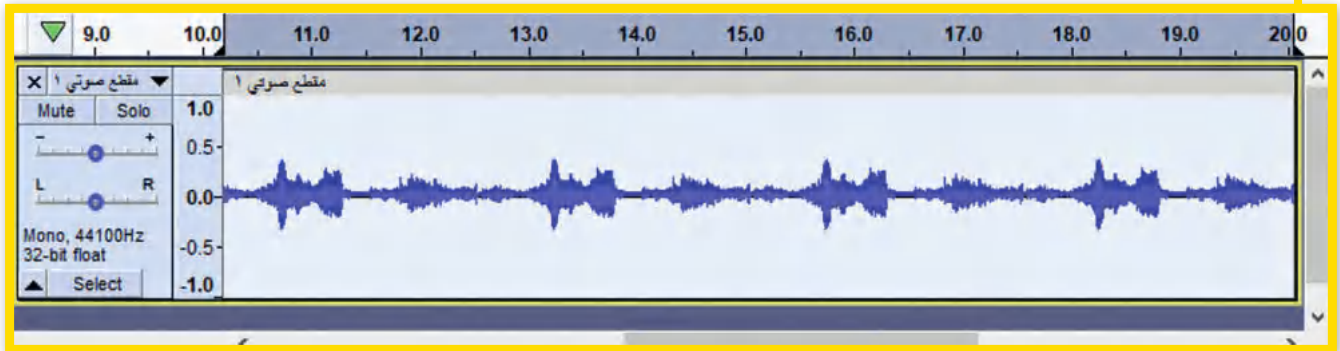 9.0 10.0 11.0 12.0 13.0 14.0 15.0 16.0 17.0 18.0 19.0 20.0
X مقطع صوتي ١ ▼ مقطع صوتي ١
Mute Solo 1.0
- + 0.5
L R 0.0
Mono, 44100Hz
32-bit float -0.5
Select -1.0